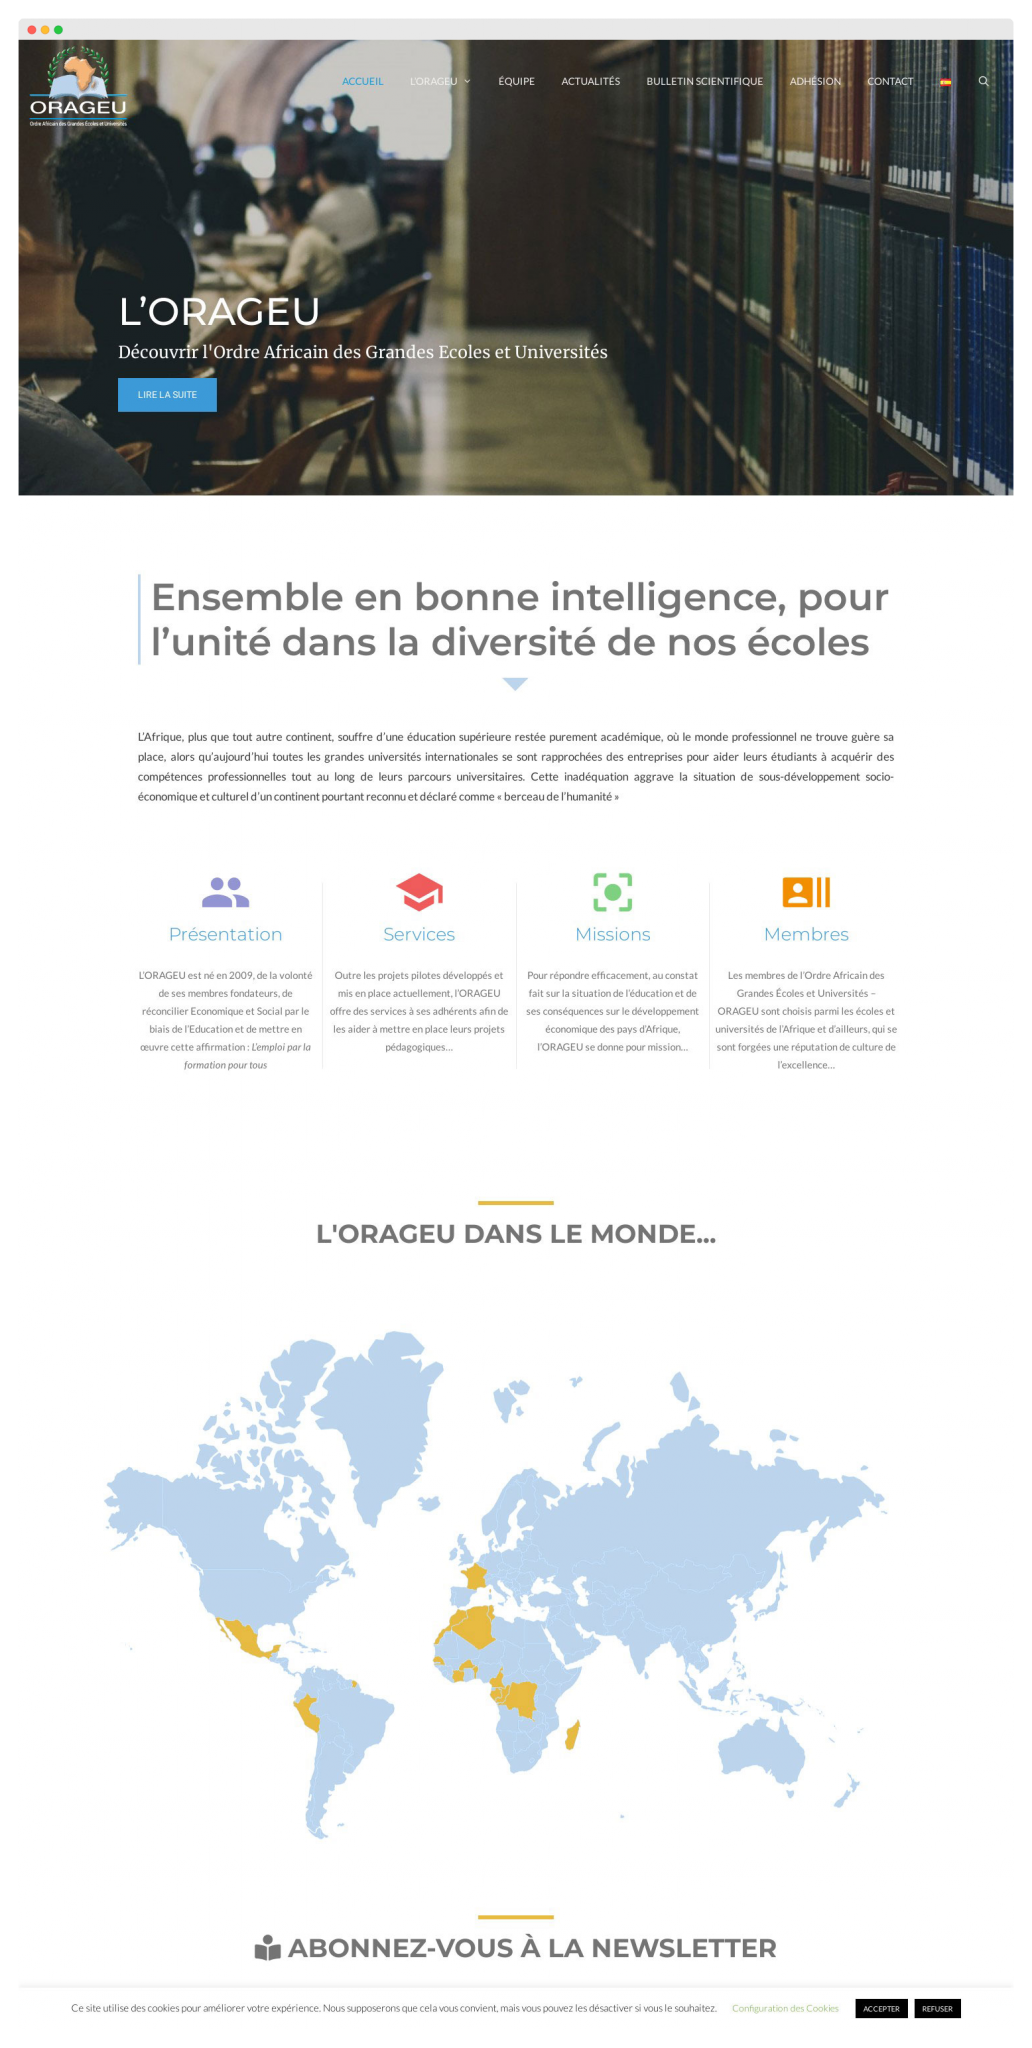 ORAGEU
Ordre Africain des Grandes Écoles et Universités
ACCUEIL
L'ORAGEU
ÉQUIPE
ACTUALITÉS
BULLETIN SCIENTIFIQUE
ADHÉSION
CONTACT
L’ORAGEU
Découvrir l'Ordre Africain des Grandes Ecoles et Universités
LIRE LA SUITE
Ensemble en bonne intelligence, pour
l’unité dans la diversité de nos écoles
L’Afrique, plus que tout autre continent, souffre d’une éducation supérieure restée purement académique, où le monde professionnel ne trouve guère sa
place, alors qu’aujourd’hui toutes les grandes universités internationales se sont rapprochées des entreprises pour aider leurs étudiants à acquérir des
compétences professionnelles tout au long de leurs parcours universitaires. Cette inadéquation aggrave la situation de sous-développement socio-
économique et culturel d’un continent pourtant reconnu et déclaré comme « berceau de l’humanité »
Présentation
L’ORAGEU est né en 2009, de la volonté
de ses membres fondateurs, de
réconcilier Economique et Social par le
biais de l’Education et de mettre en
œuvre cette affirmation : L’emploi par la
formation pour tous
Services
Outre les projets pilotes développés et
mis en place actuellement, l’ORAGEU
offre des services à ses adhérents afin de
les aider à mettre en place leurs projets
pédagogiques…
Missions
Pour répondre efficacement, au constat
fait sur la situation de l’éducation et de
ses conséquences sur le développement
économique des pays d’Afrique,
l’ORAGEU se donne pour mission…
Membres
Les membres de l’Ordre Africain des
Grandes Écoles et Universités –
ORAGEU sont choisis parmi les écoles et
universités de l’Afrique et d’ailleurs, qui se
sont forgées une réputation de culture de
l’excellence…
L'ORAGEU DANS LE MONDE...
ABONNEZ-VOUS À LA NEWSLETTER
Ce site utilise des cookies pour améliorer votre expérience. Nous supposerons que cela vous convient, mais vous pouvez les désactiver si vous le souhaitez.
Configuration des Cookies
ACCEPTER
REFUSER